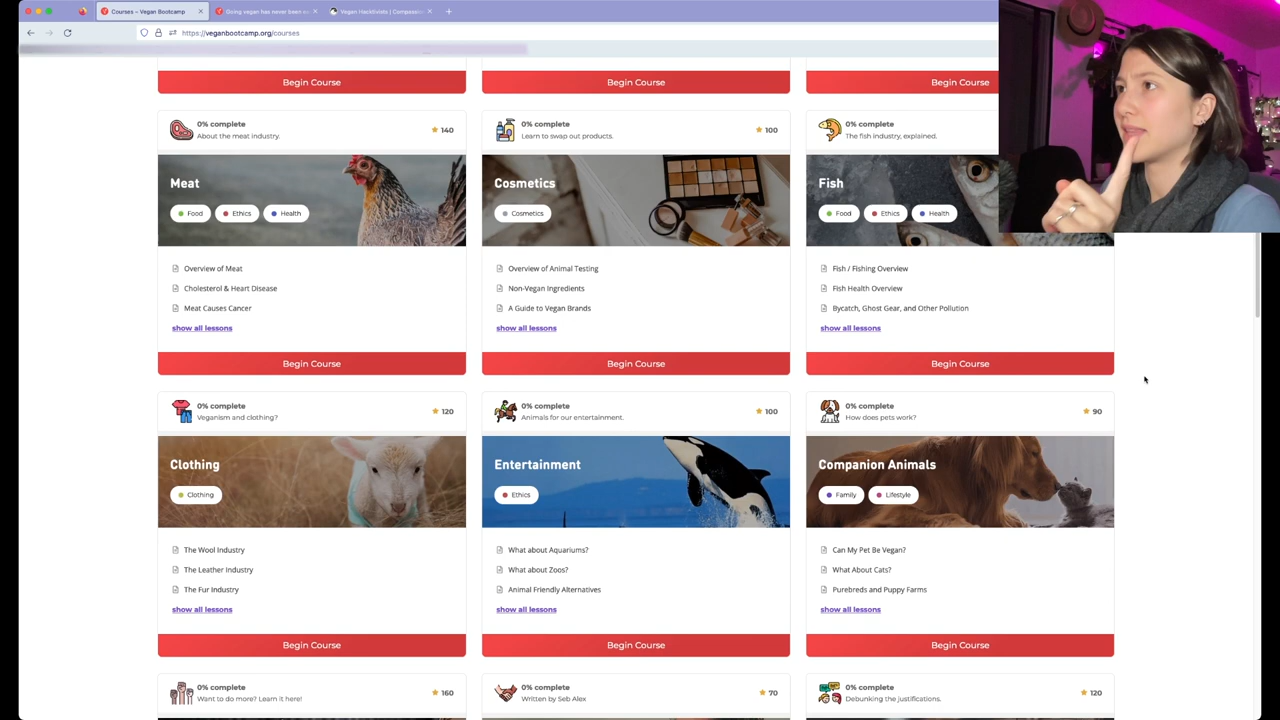 Courses – Vegan Bootcamp
Going vegan has never been
Vegan Hacktivists | Compassi
https://veganbootcamp.org/courses
Begin Course
Begin Course
Begin Course
0% complete
About the meat industry.
140
Meat
Food
Ethics
Health
Overview of Meat
Cholesterol & Heart Disease
Meat Causes Cancer
show all lessons
Begin Course
0% complete
Learn to swap out products.
100
Cosmetics
Cosmetics
Overview of Animal Testing
Non-Vegan Ingredients
A Guide to Vegan Brands
show all lessons
Begin Course
0% complete
The fish industry, explained.
Fish
Food
Ethics
Health
Fish / Fishing Overview
Fish Health Overview
Bycatch, Ghost Gear, and Other Pollution
show all lessons
Begin Course
0% complete
Veganism and clothing?
120
Clothing
Clothing
The Wool Industry
The Leather Industry
The Fur Industry
show all lessons
Begin Course
0% complete
Animals for our entertainment.
100
Entertainment
Ethics
What about Aquariums?
What about Zoos?
Animal Friendly Alternatives
show all lessons
Begin Course
0% complete
How does pets work?
90
Companion Animals
Family
Lifestyle
Can My Pet Be Vegan?
What About Cats?
Purebreds and Puppy Farms
show all lessons
Begin Course
0% complete
Want to do more? Learn it here!
160
0% complete
Written by Seb Alex
70
0% complete
Debunking the justifications.
120